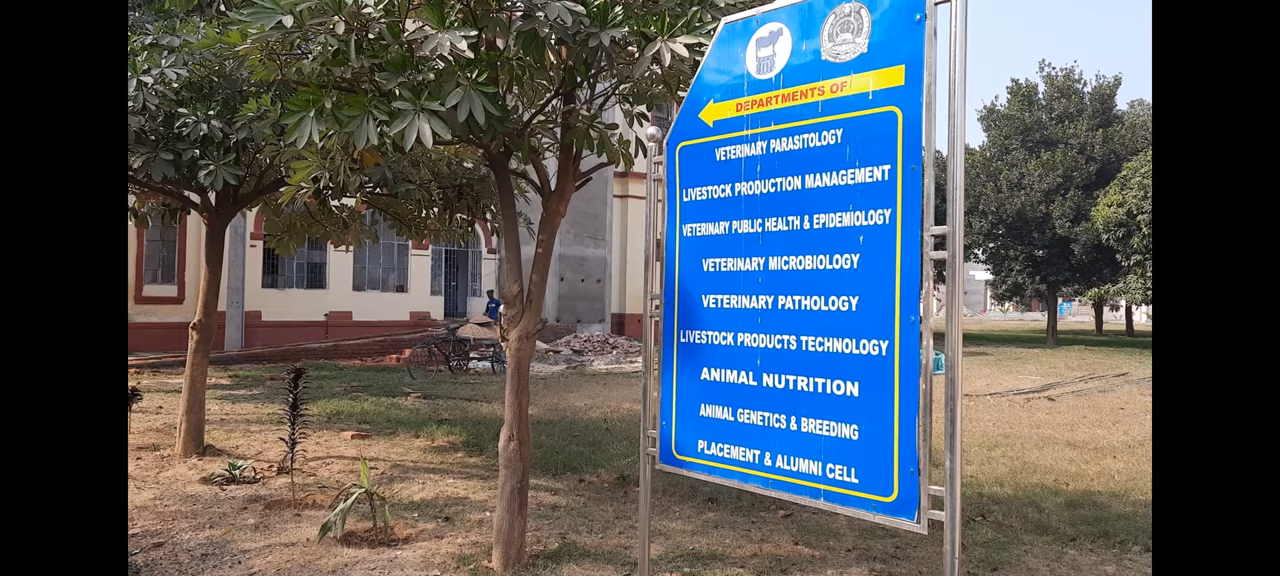 DEPARTMENTS OF
VETERINARY PARASITOLOGY
LIVESTOCK PRODUCTION MANAGEMENT
VETERINARY PUBLIC HEALTH & EPIDEMIOLOGY
VETERINARY MICROBIOLOGY
VETERINARY PATHOLOGY
LIVESTOCK PRODUCTS TECHNOLOGY
ANIMAL NUTRITION
ANIMAL GENETICS & BREEDING
PLACEMENT & ALUMNI CELL